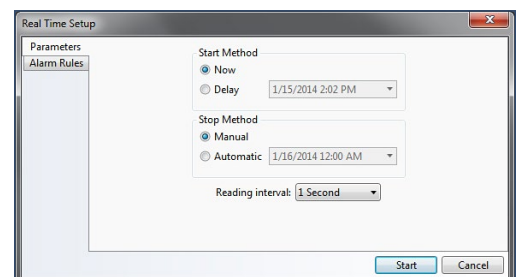 Real Time Setup
Parameters
Alarm Rules
Start Method
Now
Delay 1/15/2014 2:02 PM
Stop Method
Manual
Automatic 1/16/2014 12:00 AM
Reading interval: 1 Second
Start Cancel